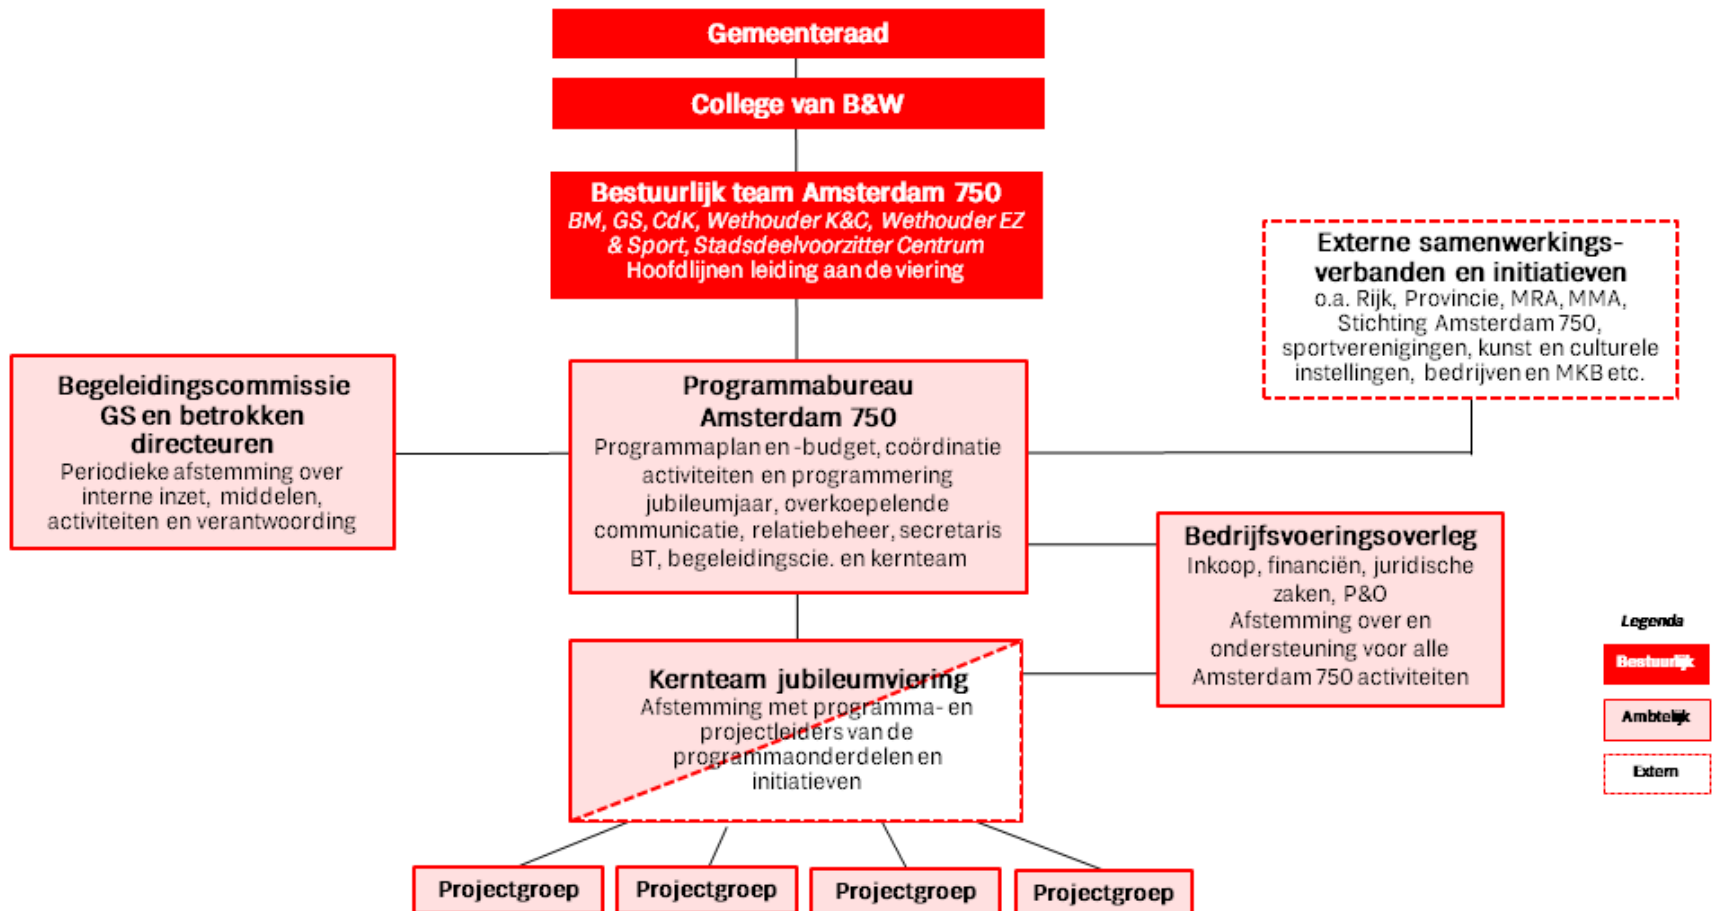 Gemeenteraad
College van B&W
Bestuurlijk team Amsterdam 750
BM, GS, CdK, Wethouder K&C, Wethouder EZ
& Sport, Stadsdeelvoorzitter Centrum
Hoofdlijnen leiding aan de viering
Externe samenwerkings-
verbanden en initiatieven
o.a. Rijk, Provincie, MRA, MMA,
Stichting Amsterdam 750,
sportverenigingen, kunst en culturele
instellingen, bedrijven en MKB etc.
Begeleidingscommissie
GS en betrokken
directeuren
Periodieke afstemming over
interne inzet, middelen,
activiteiten en verantwoording
Programmabureau
Amsterdam 750
Programmaplan en -budget, coördinatie
activiteiten en programmering
jubileumjaar, overkoepelende
communicatie, relatiebeheer, secretaris
BT, begeleidingscie. en kernteam
Bedrijfsvoeringsoverleg
Inkoop, financiën, juridische
zaken, P&O
Afstemming over en
ondersteuning voor alle
Amsterdam 750 activiteiten
Kernteam jubileumviering
Afstemming met programma- en
projectleiders van de
programmaonderdelen en
initiatieven
Projectgroep
Projectgroep
Projectgroep
Projectgroep
Legenda
Bestuurlijk
Ambtelijk
Extern